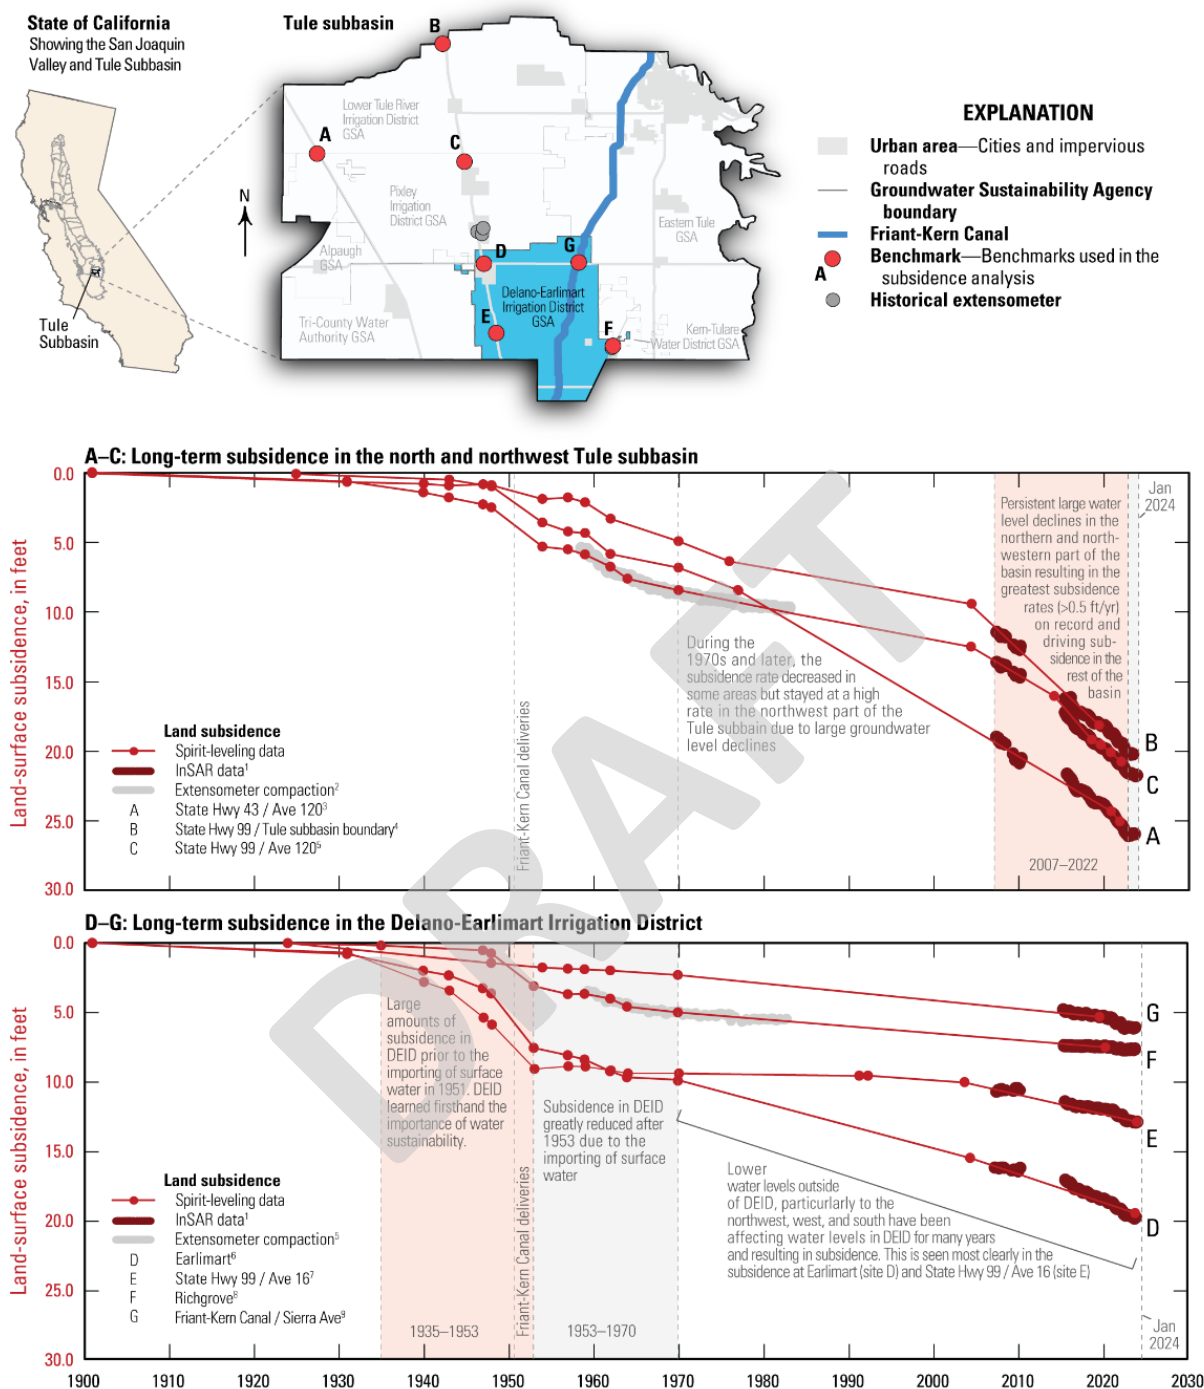 State of California
Showing the San Joaquin
Valley and Tule Subbasin
Tule
Subbasin
Tule subbasin
B
A
C
D
G
E
F
N
Lower Tule River
Irrigation District
GSA
Pixley
Irrigation
District GSA
Eastern Tule
GSA
Alpaugh
GSA
Delano-Earlimart
Irrigation District
GSA
Tri-County Water
Authority GSA
Kern-Tulare
Water District GSA
EXPLANATION
Urban area—Cities and impervious
roads
Groundwater Sustainability Agency
boundary
Friant-Kern Canal
Benchmark—Benchmarks used in the
subsidence analysis
A
Historical extensometer
A–C: Long-term subsidence in the north and northwest Tule subbasin
Land-surface subsidence, in feet
0.0
5.0
10.0
15.0
20.0
25.0
30.0
Land subsidence
Spirit-leveling data
InSAR data1
Extensometer compaction2
A State Hwy 43 / Ave 1203
B State Hwy 99 / Tule subbasin boundary4
C State Hwy 99 / Ave 1205
Friant-Kern Canal deliveries
During the
1970s and later, the
subsidence rate decreased in
some areas but stayed at a high
rate in the northwest part of the
Tule subbain due to large groundwater
level declines
Persistent large water
level declines in the
northern and north-
western part of the
basin resulting in the
greatest subsidence
rates (>0.5 ft/yr)
on record and
driving sub-
sidence in the
rest of the
basin
2007–2022
Jan
2024
B
C
A
DRAFT
D–G: Long-term subsidence in the Delano-Earlimart Irrigation District
Land-surface subsidence, in feet
0.0
5.0
10.0
15.0
20.0
25.0
30.0
Large
amounts of
subsidence in
DEID prior to the
importing of surface
water in 1951. DEID
learned firsthand the
importance of water
sustainability.
Subsidence in DEID
greatly reduced after
1953 due to the
importing of surface
water
Lower
water levels outside
of DEID, particularly to the
northwest, west, and south have been
affecting water levels in DEID for many years
and resulting in subsidence. This is seen most clearly in the
subsidence at Earlimart (site D) and State Hwy 99 / Ave 16 (site E)
G
F
E
D
Land subsidence
Spirit-leveling data
InSAR data1
Extensometer compaction5
D Earlimart6
E State Hwy 99 / Ave 167
F Richgrove8
G Friant-Kern Canal / Sierra Ave9
Friant-Kern Canal deliveries
1935–1953
1953–1970
Jan
2024
1900 1910 1920 1930 1940 1950 1960 1970 1980 1990 2000 2010 2020 2030